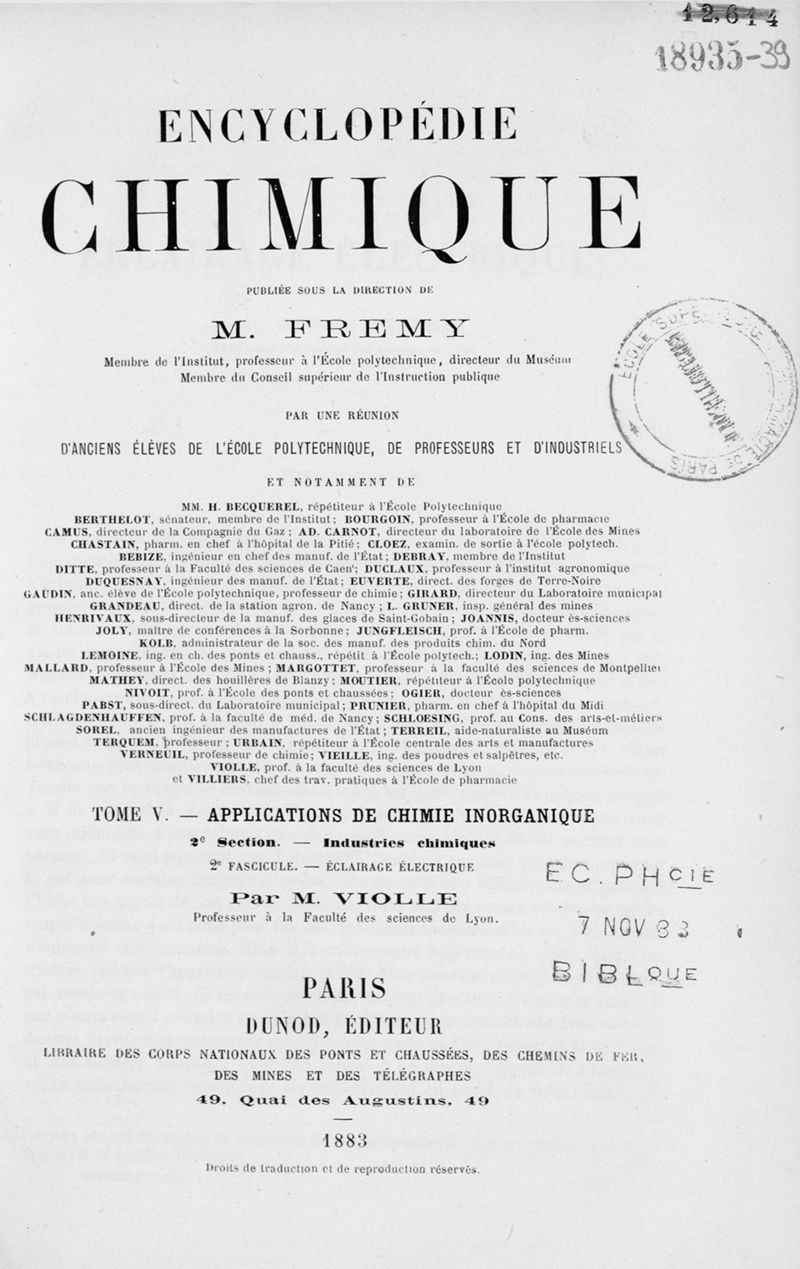 12,614
18935-39
ENCYCLOPÉDIE
CHIMIQUE
PUBLIÉE SOUS LA DIRECTION DE
M. FREMY
Membre de l'Institut, professeur à l'École polytechnique, directeur du Muséum
Membre du Conseil supérieur de l'Instruction publique
PAR UNE RÉUNION
D'ANCIENS ÉLÈVES DE L'ÉCOLE POLYTECHNIQUE, DE PROFESSEURS ET D'INDUSTRIELS
ÉCOLE SUPÉRIEURE DE PHARMACIE DE PARIS
ET NOTAMMENT DE
MM. H. BECQUEREL, répétiteur à l'École Polytechnique
BERTHELOT, sénateur, membre de l'Institut; BOURGOIN, professeur à l'École de pharmacie
CAMUS, directeur de la Compagnie du Gaz; AD. CARNOT, directeur du laboratoire de l'École des Mines
CHASTAIN, pharm. en chef à l'hôpital de la Pitié; CLOEZ, examin. de sortie à l'école polytech.
DEBIZE, ingénieur en chef des manuf. de l'État; DEBRAY, membre de l'Institut
DITTE, professeur à la Faculté des sciences de Caen; DUCLAUX, professeur à l'institut agronomique
DUQUESNAY, ingénieur des manuf. de l'État; EUVERTE, direct. des forges de Terre-Noire
GAUDIN, anc. élève de l'École polytechnique, professeur de chimie; GIRARD, directeur du Laboratoire municipal
GRANDEAU, direct. de la station agron. de Nancy; L. GRUNER, insp. général des mines
HENRIVAUX, sous-directeur de la manuf. des glaces de Saint-Gobain; JOANNIS, docteur ès-sciences
JOLY, maître de conférences à la Sorbonne; JUNGFLEISCH, prof. à l'École de pharm.
KOLB, administrateur de la soc. des manuf. des produits chim. du Nord
LEMOINE, ing. en ch. des ponts et chauss., répétit à l'École polytech.; LODIN, ing. des Mines
MALLARD, professeur à l'École des Mines; MARGOTTET, professeur à la faculté des sciences de Montpellier
MATHEY, direct. des houillères de Blanzy; MOUTIER, répétiteur à l'École polytechnique
NIVOIT, prof. à l'École des ponts et chaussées; OGIER, docteur ès-sciences
PABST, sous-direct. du Laboratoire municipal; PRUNIER, pharm. en chef à l'hôpital du Midi
SCHLAGDENHAUFFEN, prof. à la faculté de méd. de Nancy; SCHLOESING, prof. au Cons. des arts-et-métiers
SOREL, ancien ingénieur des manufactures de l'État; TERREIL, aide-naturaliste au Muséum
TERQUEM, professeur; URBAIN, répétiteur à l'École centrale des arts et manufactures
VERNEUIL, professeur de chimie; VIEILLE, ing. des poudres et salpêtres, etc.
VIOLLE, prof. à la faculté des sciences de Lyon
et VILLIERS, chef des trav. pratiques à l'École de pharmacie
TOME V. — APPLICATIONS DE CHIMIE INORGANIQUE
2e Section. — Industries chimiques
2e FASCICULE. — ÉCLAIRAGE ÉLECTRIQUE
Par M. VIOLLE
Professeur à la Faculté des sciences de Lyon.
EC. PHCIE
7 NOV 83
BIBLQUE
PARIS
DUNOD, ÉDITEUR
LIBRAIRE DES CORPS NATIONAUX DES PONTS ET CHAUSSÉES, DES CHEMINS DE FER,
DES MINES ET DES TÉLÉGRAPHES
49, Quai des Augustins, 49
1883
Droits de traduction et de reproduction réservés.